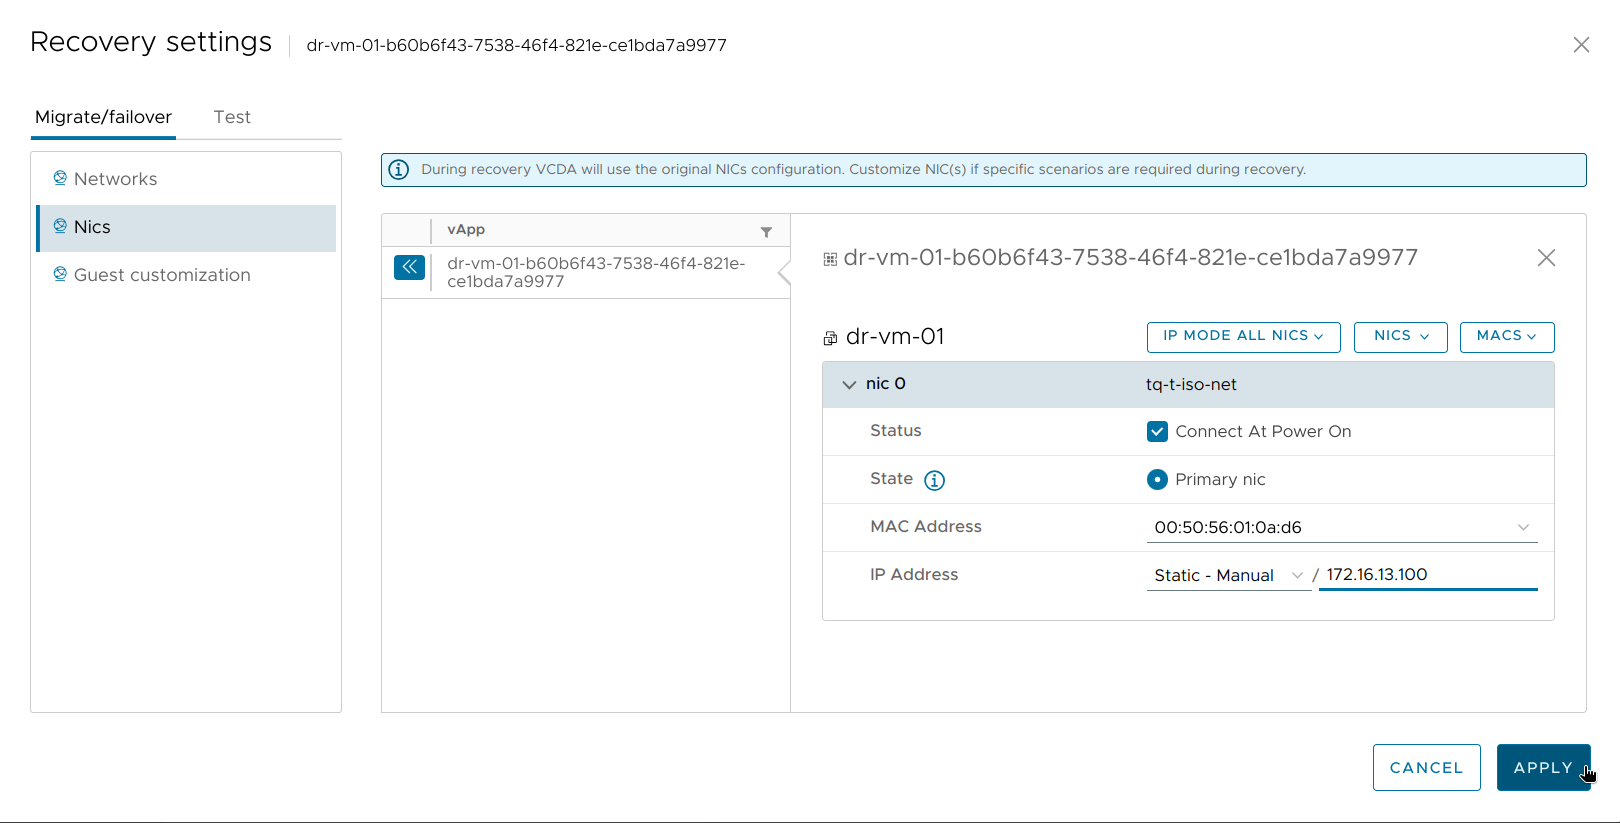 Recovery settings
dr-vm-01-b60b6f43-7538-46f4-821e-ce1bda7a9977
Migrate/failover
Test
Networks
Nics
Guest customization
During recovery VCDA will use the original NICs configuration. Customize NIC(s) if specific scenarios are required during recovery.
vApp
dr-vm-01-b60b6f43-7538-46f4-821e-
ce1bda7a9977
dr-vm-01-b60b6f43-7538-46f4-821e-ce1bda7a9977
dr-vm-01
IP MODE ALL NICS
NICS
MACS
nic 0
tq-t-iso-net
Status
Connect At Power On
State
Primary nic
MAC Address
00:50:56:01:0a:d6
IP Address
Static - Manual / 172.16.13.100
CANCEL
APPLY